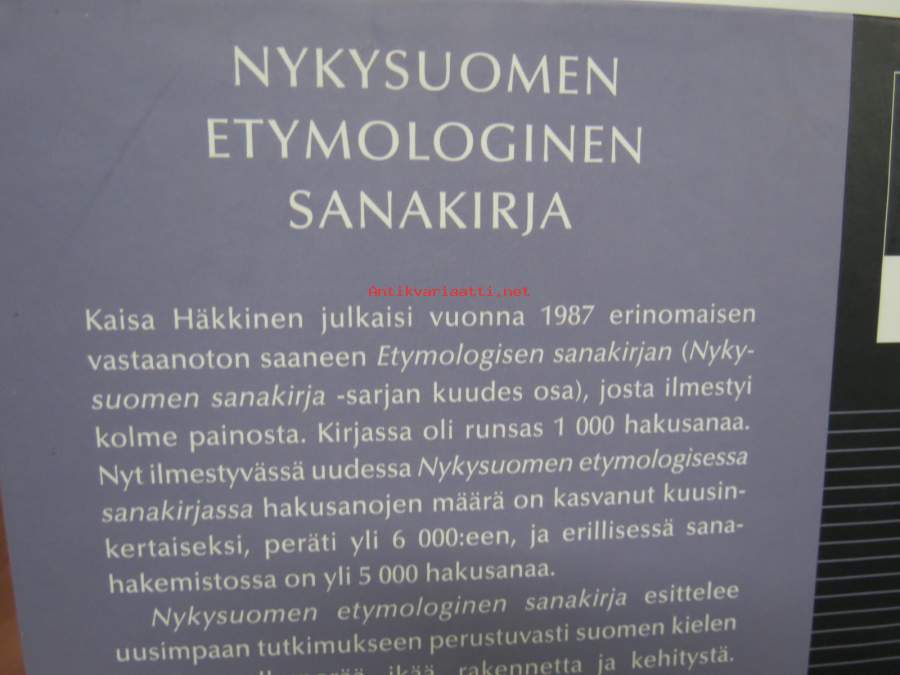 NYKYSUOMEN
ETYMOLOGINEN
SANAKIRJA
Antikvariaatti.net
Kaisa Häkkinen julkaisi vuonna 1987 erinomaisen
vastaanoton saaneen Etymologisen sanakirjan (Nyky-
suomen sanakirja -sarjan kuudes osa), josta ilmestyi
kolme painosta. Kirjassa oli runsas 1 000 hakusanaa.
Nyt ilmestyvässä uudessa Nykysuomen etymologisessa
sanakirjassa hakusanojen määrä on kasvanut kuusin-
kertaiseksi, peräti yli 6 000:een, ja erillisessä sana-
hakemistossa on yli 5 000 hakusanaa.
Nykysuomen etymologinen sanakirja esittelee
uusimpaan tutkimukseen perustuvasti suomen kielen
ikää, rakennetta ja kehitystä.